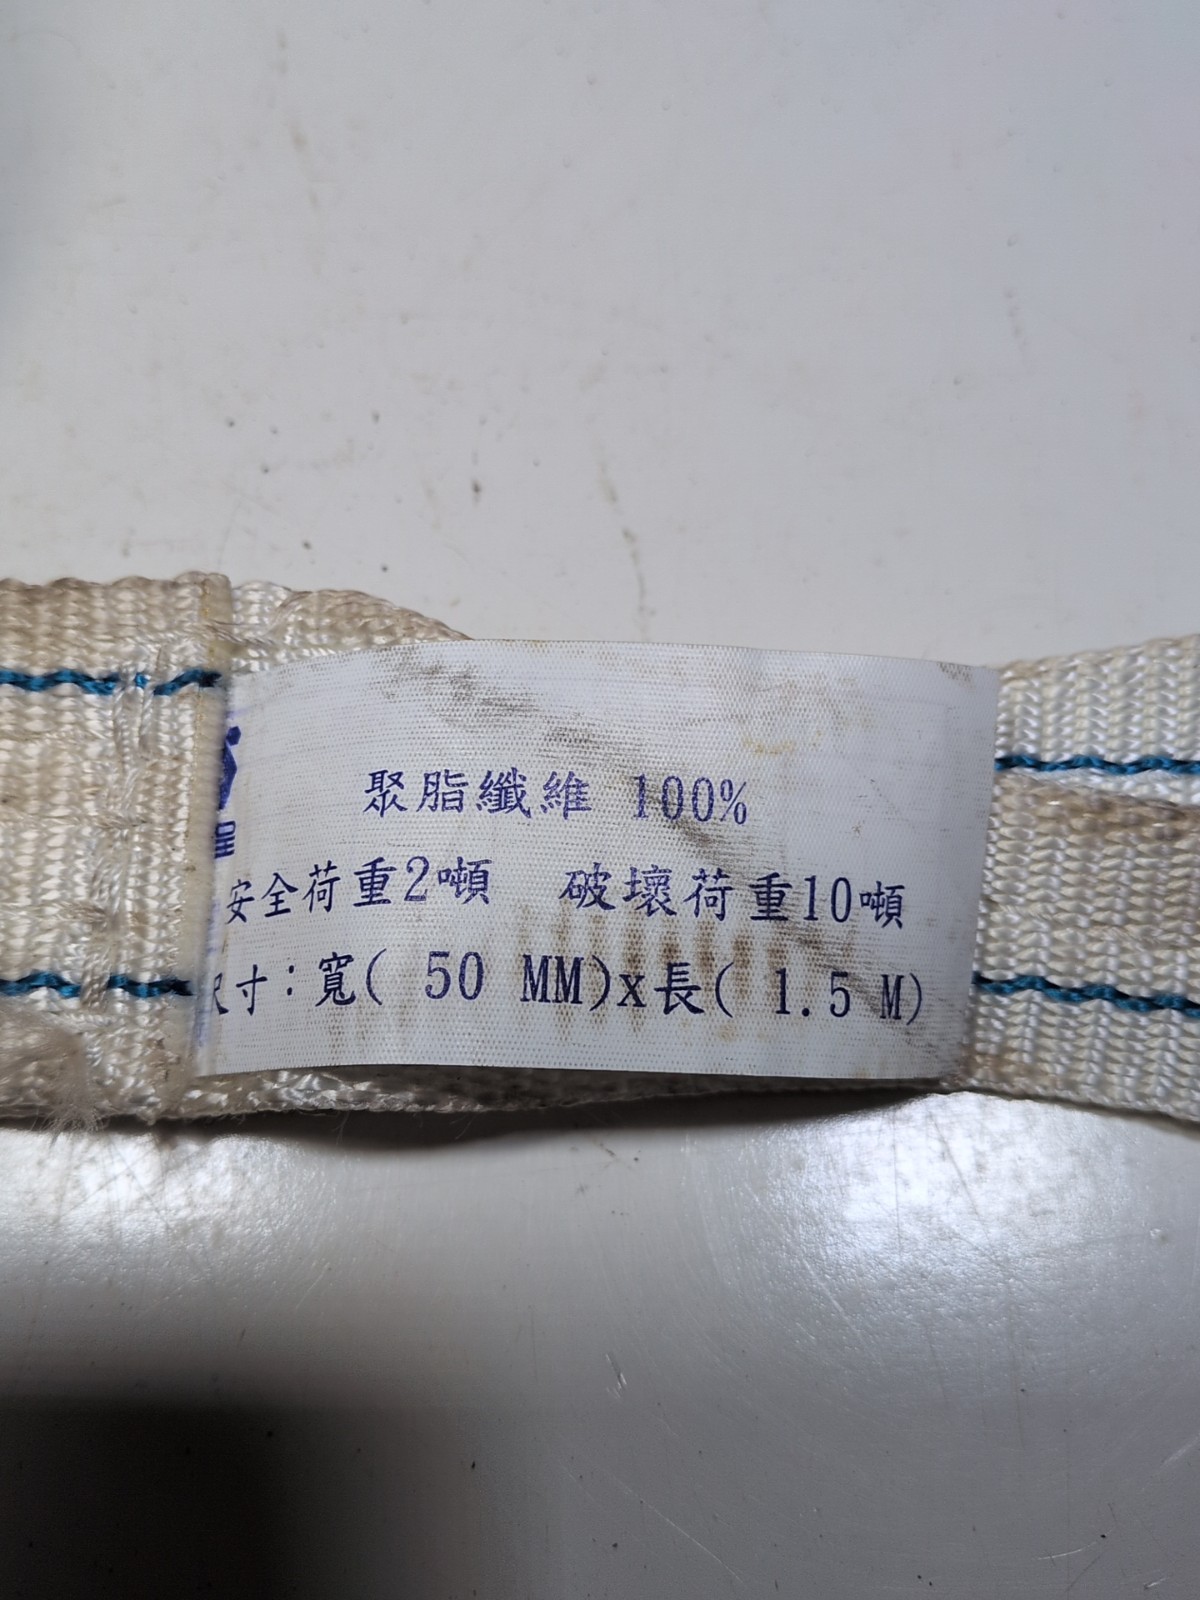 聚脂纖維 100%
安全荷重2噸 破壞荷重10噸
尺寸：寬( 50 MM)x長( 1.5 M)